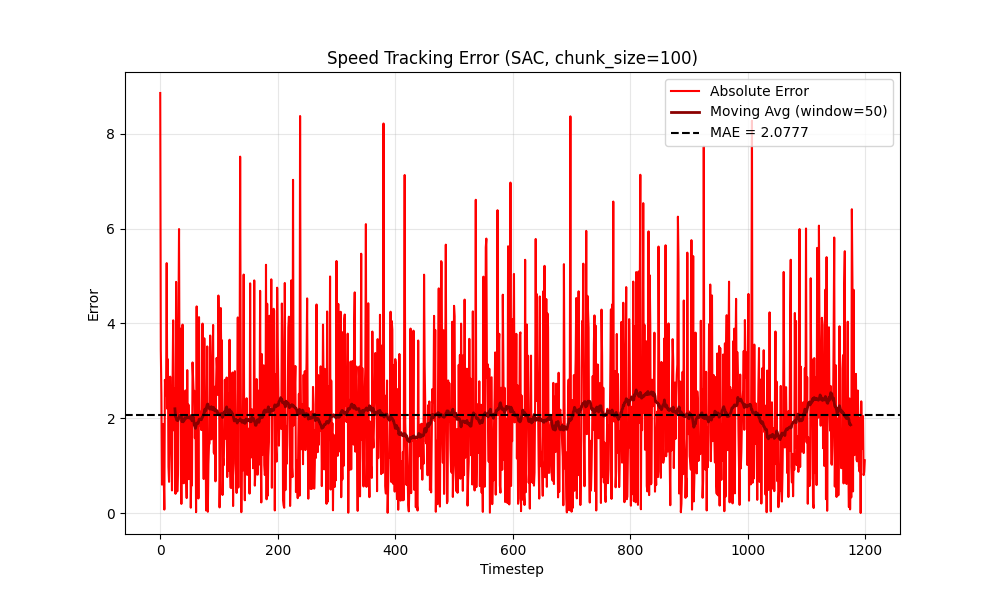 Speed Tracking Error (SAC, chunk_size=100)
Absolute Error
Moving Avg (window=50)
MAE = 2.0777
Error
8
6
4
2
0
0 200 400 600 800 1000 1200
Timestep